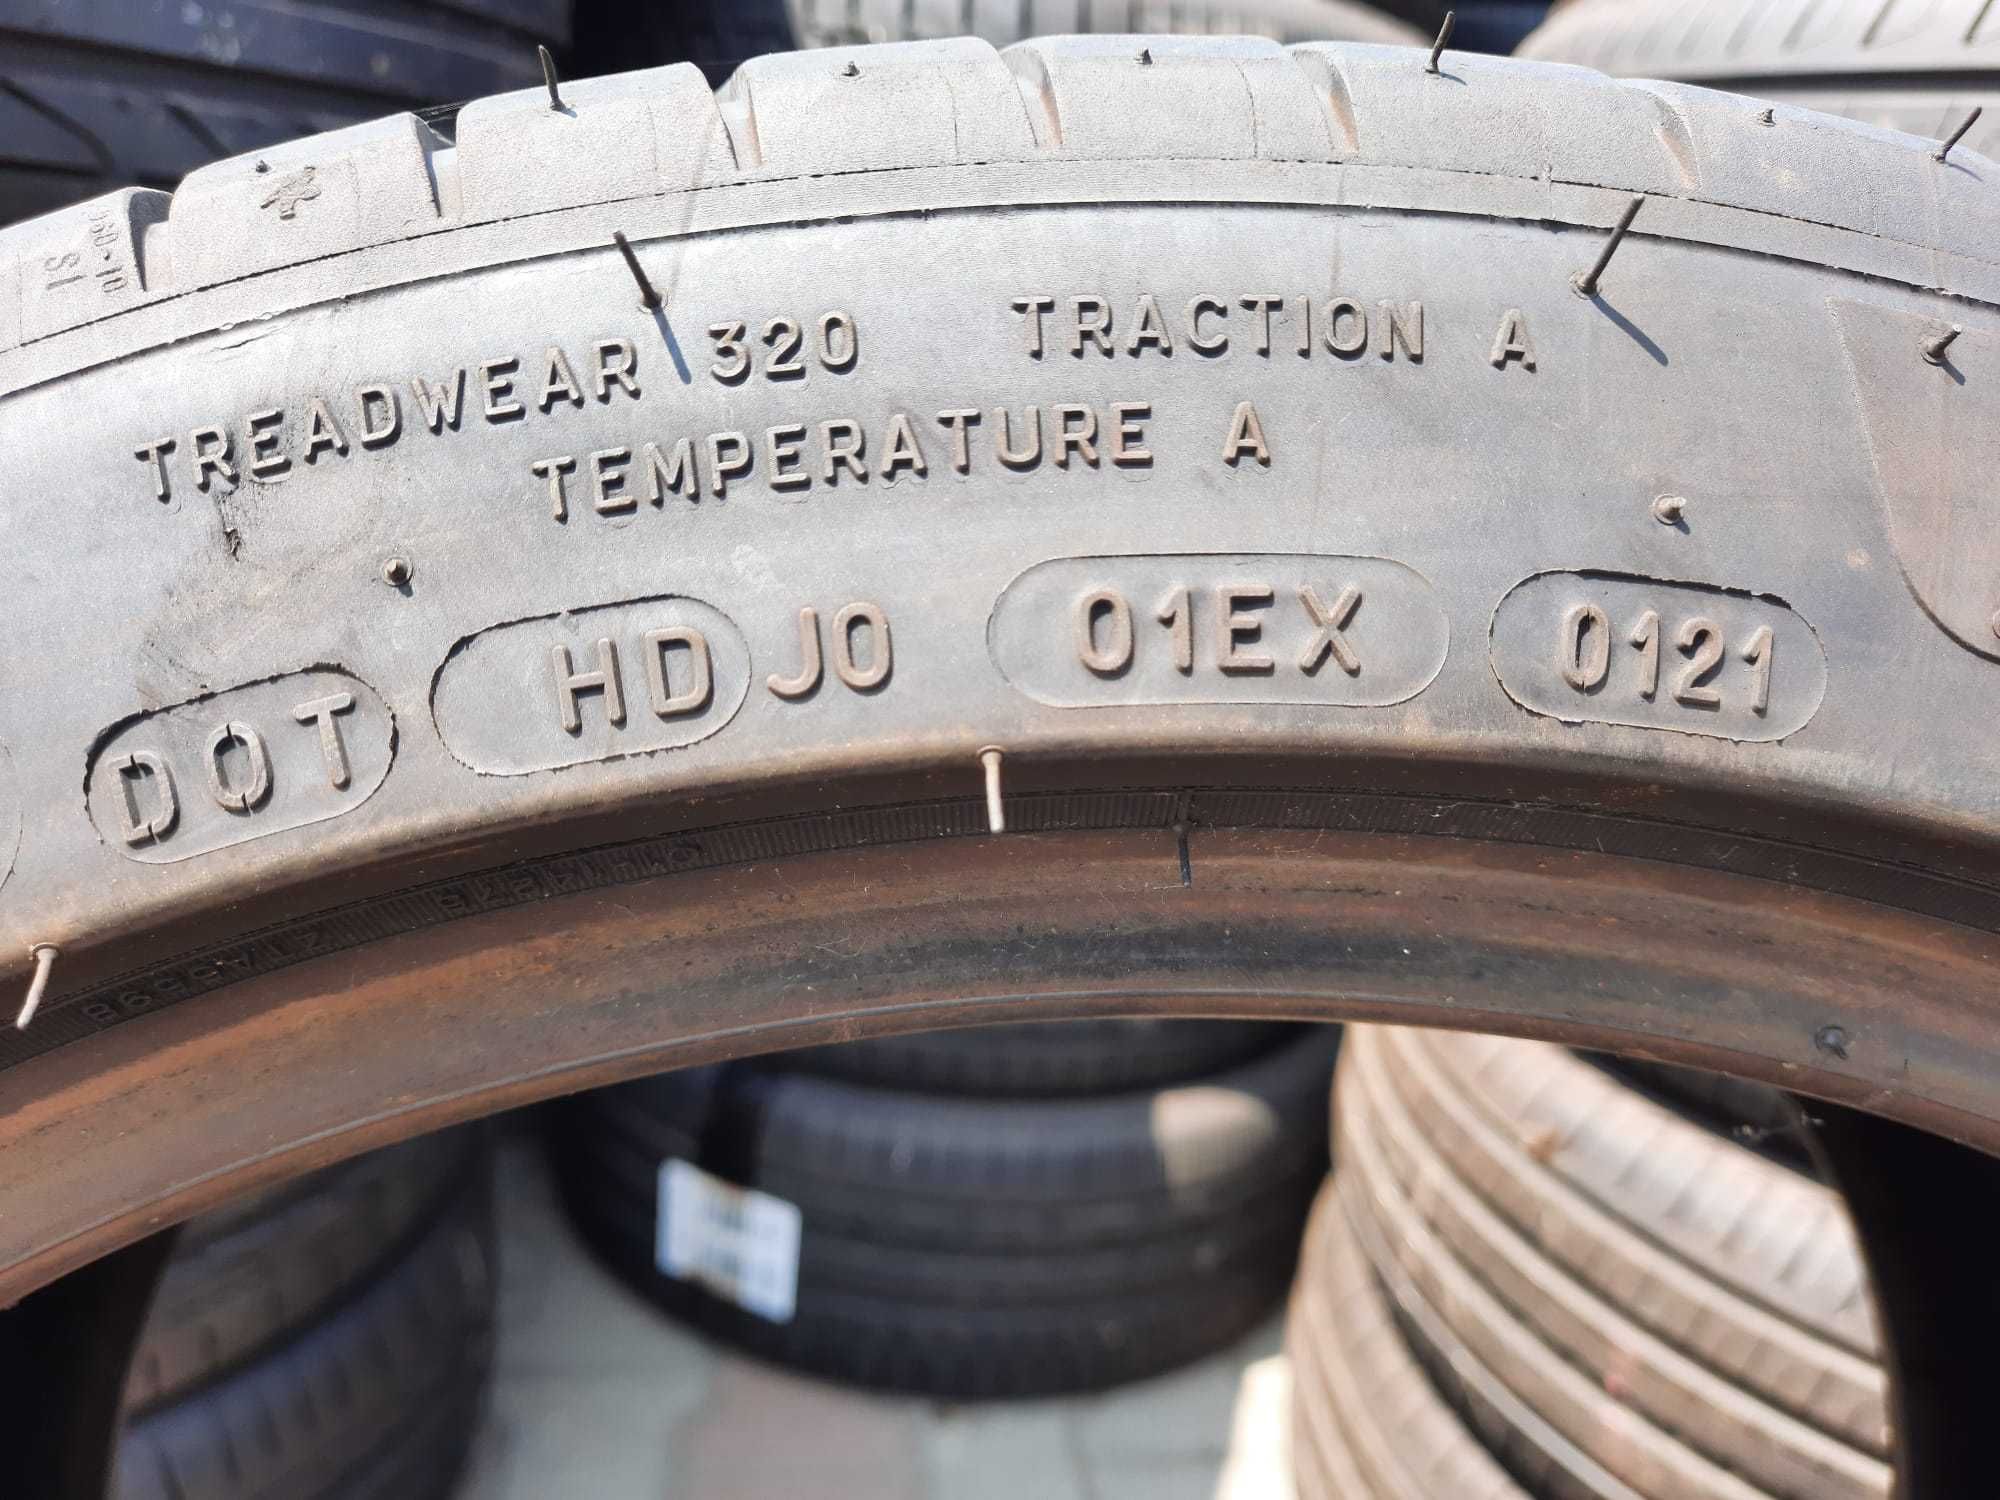 TREADWEAR 320 TRACTION A
TEMPERATURE A
DOT HD J0 01EX 0121